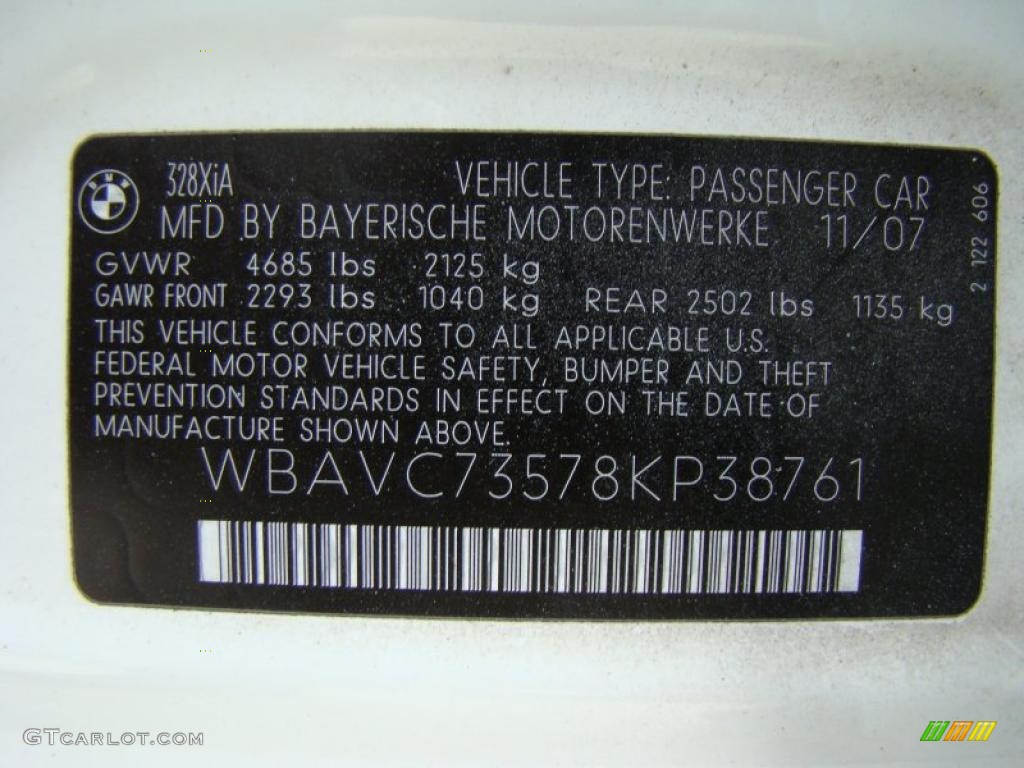 BMW
328XiA VEHICLE TYPE: PASSENGER CAR
MFD BY BAYERISCHE MOTORENWERKE 11/07
GVWR 4685 lbs 2125 kg
GAWR FRONT 2293 lbs 1040 kg REAR 2502 lbs 1135 kg
THIS VEHICLE CONFORMS TO ALL APPLICABLE U.S.
FEDERAL MOTOR VEHICLE SAFETY, BUMPER AND THEFT
PREVENTION STANDARDS IN EFFECT ON THE DATE OF
MANUFACTURE SHOWN ABOVE.
WBAVC73578KP38761
2 122 606
GTCARLOT.COM